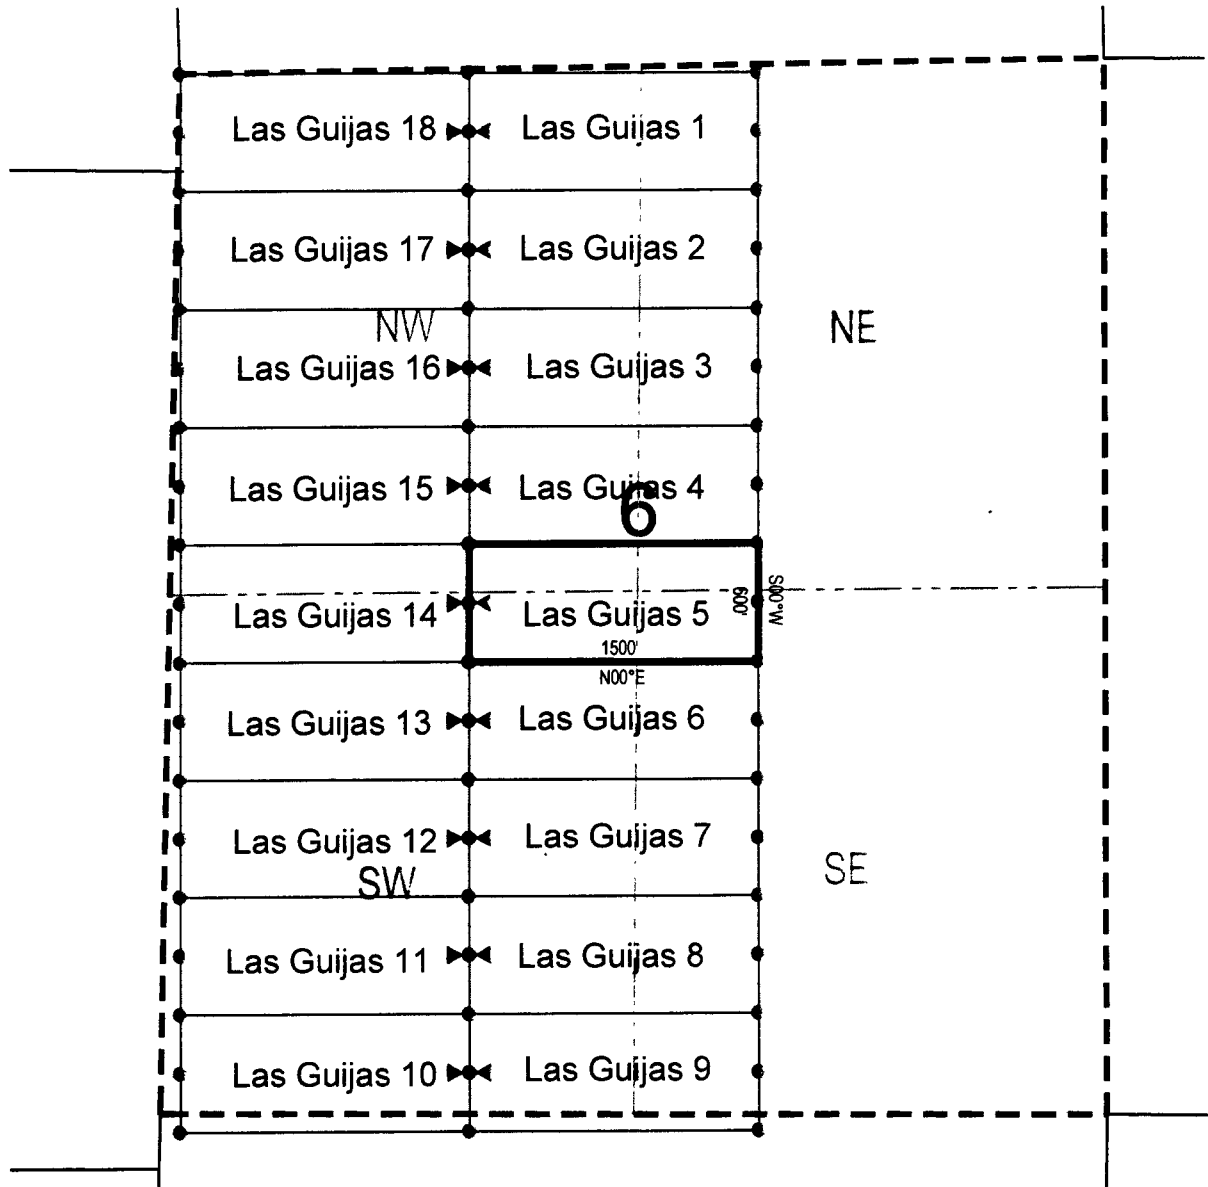 Las Guijas 18 Las Guijas 1
Las Guijas 17 Las Guijas 2
NW NE
Las Guijas 16 Las Guijas 3
Las Guijas 15 Las Guijas 4
6
Las Guijas 14 Las Guijas 5 600' S00°W
1500'
N00°E
Las Guijas 13 Las Guijas 6
Las Guijas 12 Las Guijas 7
SW SE
Las Guijas 11 Las Guijas 8
Las Guijas 10 Las Guijas 9